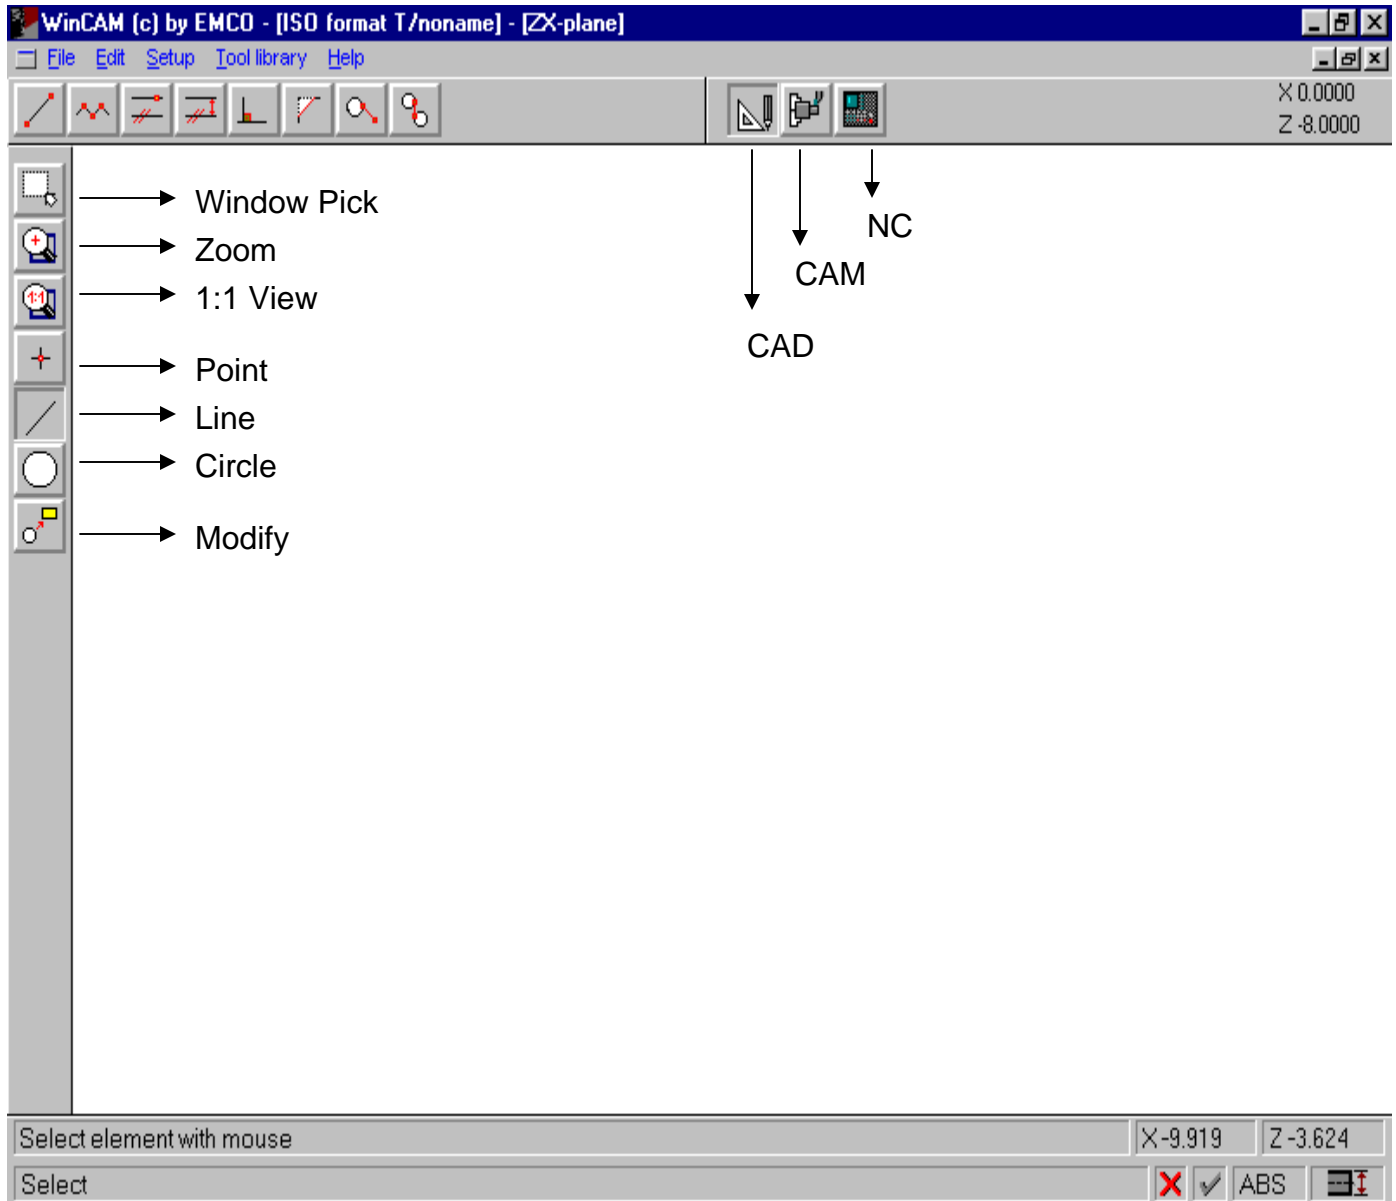 WinCAM (c) by EMCO - [ISO format T/noname] - [ZX-plane]
File Edit Setup Tool library Help
X 0.0000
Z -8.0000
Window Pick
Zoom
1:1
1:1 View
Point
Line
Circle
Modify
NC
CAM
CAD
Select element with mouse
X -9.919
Z -3.624
Select
ABS